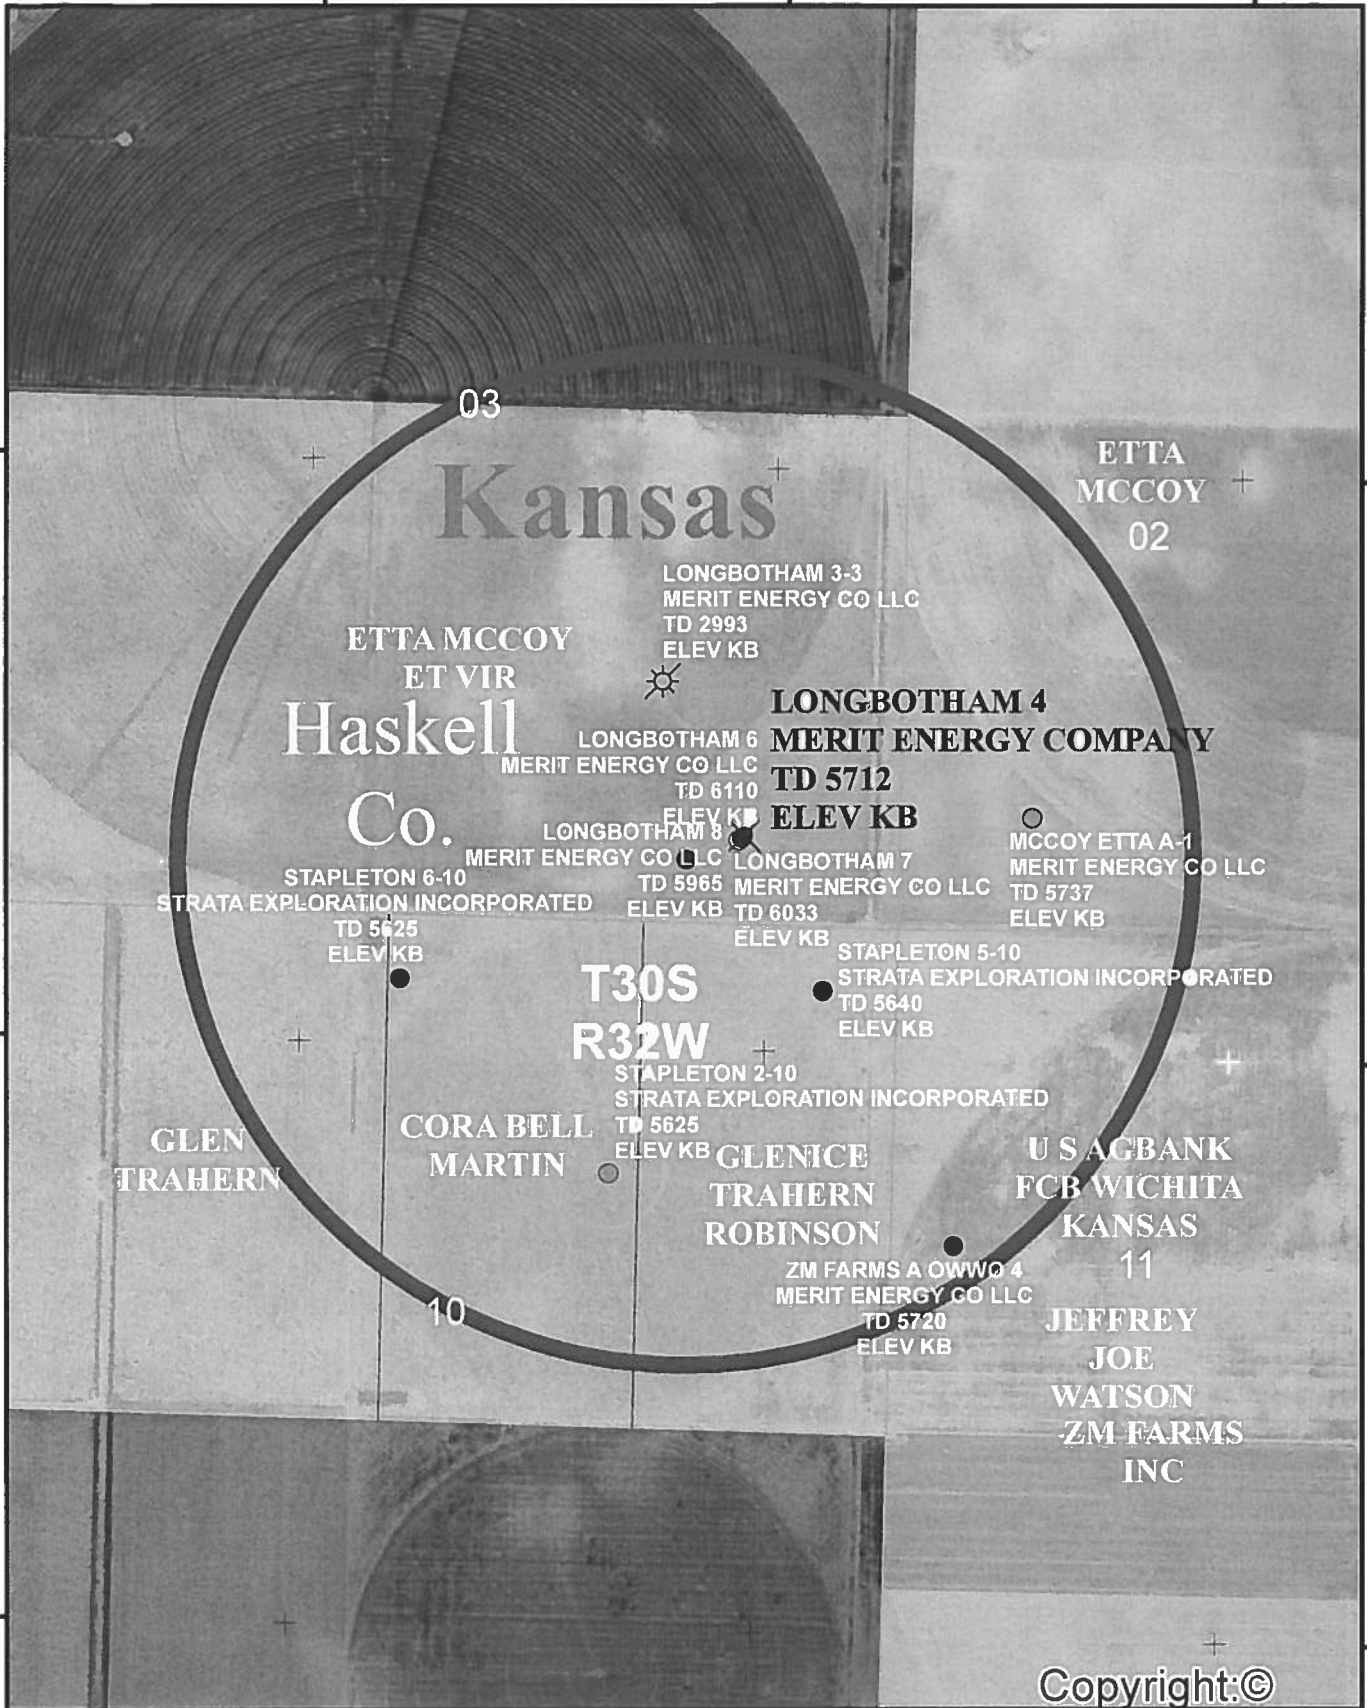 03
Kansas
ETTA
MCCOY
02
LONGBOTHAM 3-3
MERIT ENERGY CO LLC
TD 2993
ELEV KB
ETTA MCCOY
ET VIR
Haskell
Co.
LONGBOTHAM 4
MERIT ENERGY COMPANY
TD 5712
ELEV KB
LONGBOTHAM 6
MERIT ENERGY CO LLC
TD 6110
ELEV KB
LONGBOTHAM 8
MERIT ENERGY CO LLC
TD 5965
ELEV KB
LONGBOTHAM 7
MERIT ENERGY CO LLC
TD 6033
ELEV KB
MCCOY ETTA A-1
MERIT ENERGY CO LLC
TD 5737
ELEV KB
STAPLETON 6-10
STRATA EXPLORATION INCORPORATED
TD 5625
ELEV KB
STAPLETON 5-10
STRATA EXPLORATION INCORPORATED
TD 5640
ELEV KB
T30S
R32W
STAPLETON 2-10
STRATA EXPLORATION INCORPORATED
TD 5625
ELEV KB
GLEN
TRAHERN
CORA BELL
MARTIN
GLENICE
TRAHERN
ROBINSON
U S AGBANK
FCB WICHITA
KANSAS
11
ZM FARMS A OWWO 4
MERIT ENERGY CO LLC
TD 5720
ELEV KB
10
JEFFREY
JOE
WATSON
ZM FARMS
INC
Copyright:©